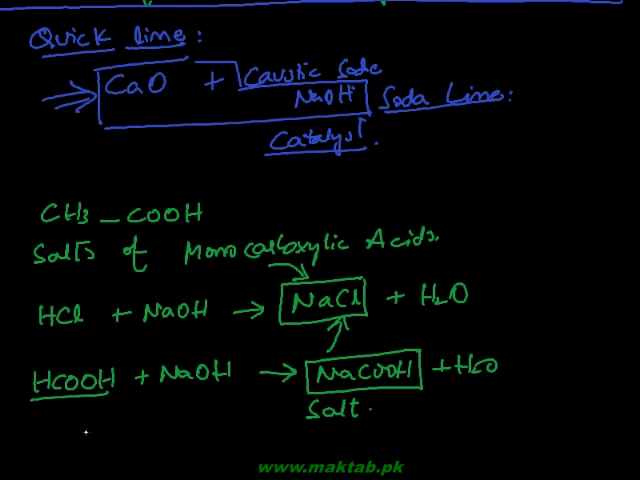 Quick lime:
CaO + Caustic Soda
NaOH Soda Lime:
Catalyst.
CH3 - COOH
Salts of Monocarboxylic Acids.
HCl + NaOH → NaCl + H2O
HCOOH + NaOH → NaCOOH + H2O
Salt.
www.maktab.pk